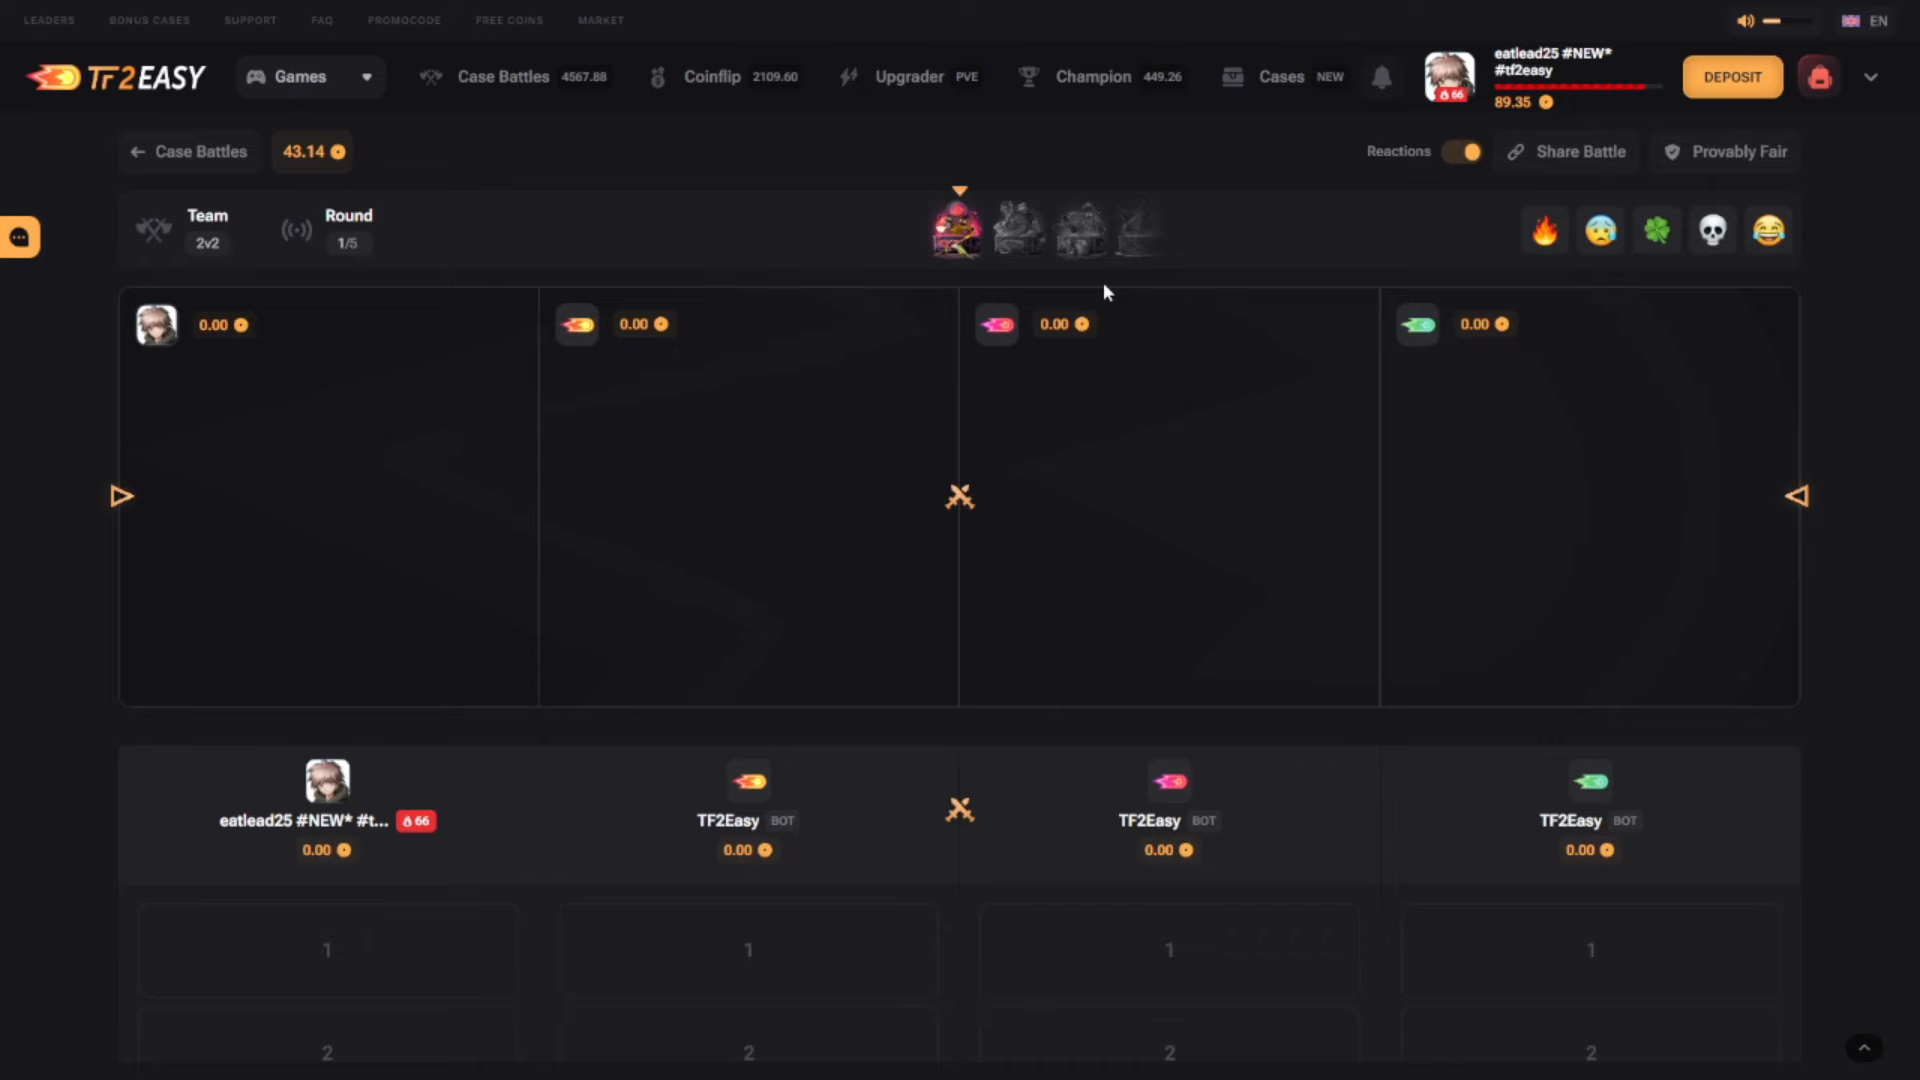 LEADERS BONUS CASES SUPPORT FAQ PROMOCODE FREE COINS MARKET EN
TF2EASY Games Case Battles 4567.88 Coinflip 2109.60 Upgrader PVE Champion 449.26 Cases NEW
eatlead25 #NEW*
#tf2easy
66
89.35
DEPOSIT
Case Battles 43.14 Reactions Share Battle Provably Fair
Team Round
2v2 1/5
0.00 0.00 0.00 0.00
eatlead25 #NEW* #t... 66 TF2Easy BOT TF2Easy BOT TF2Easy BOT
0.00 0.00 0.00 0.00
1 1 1 1
2 2 2 2